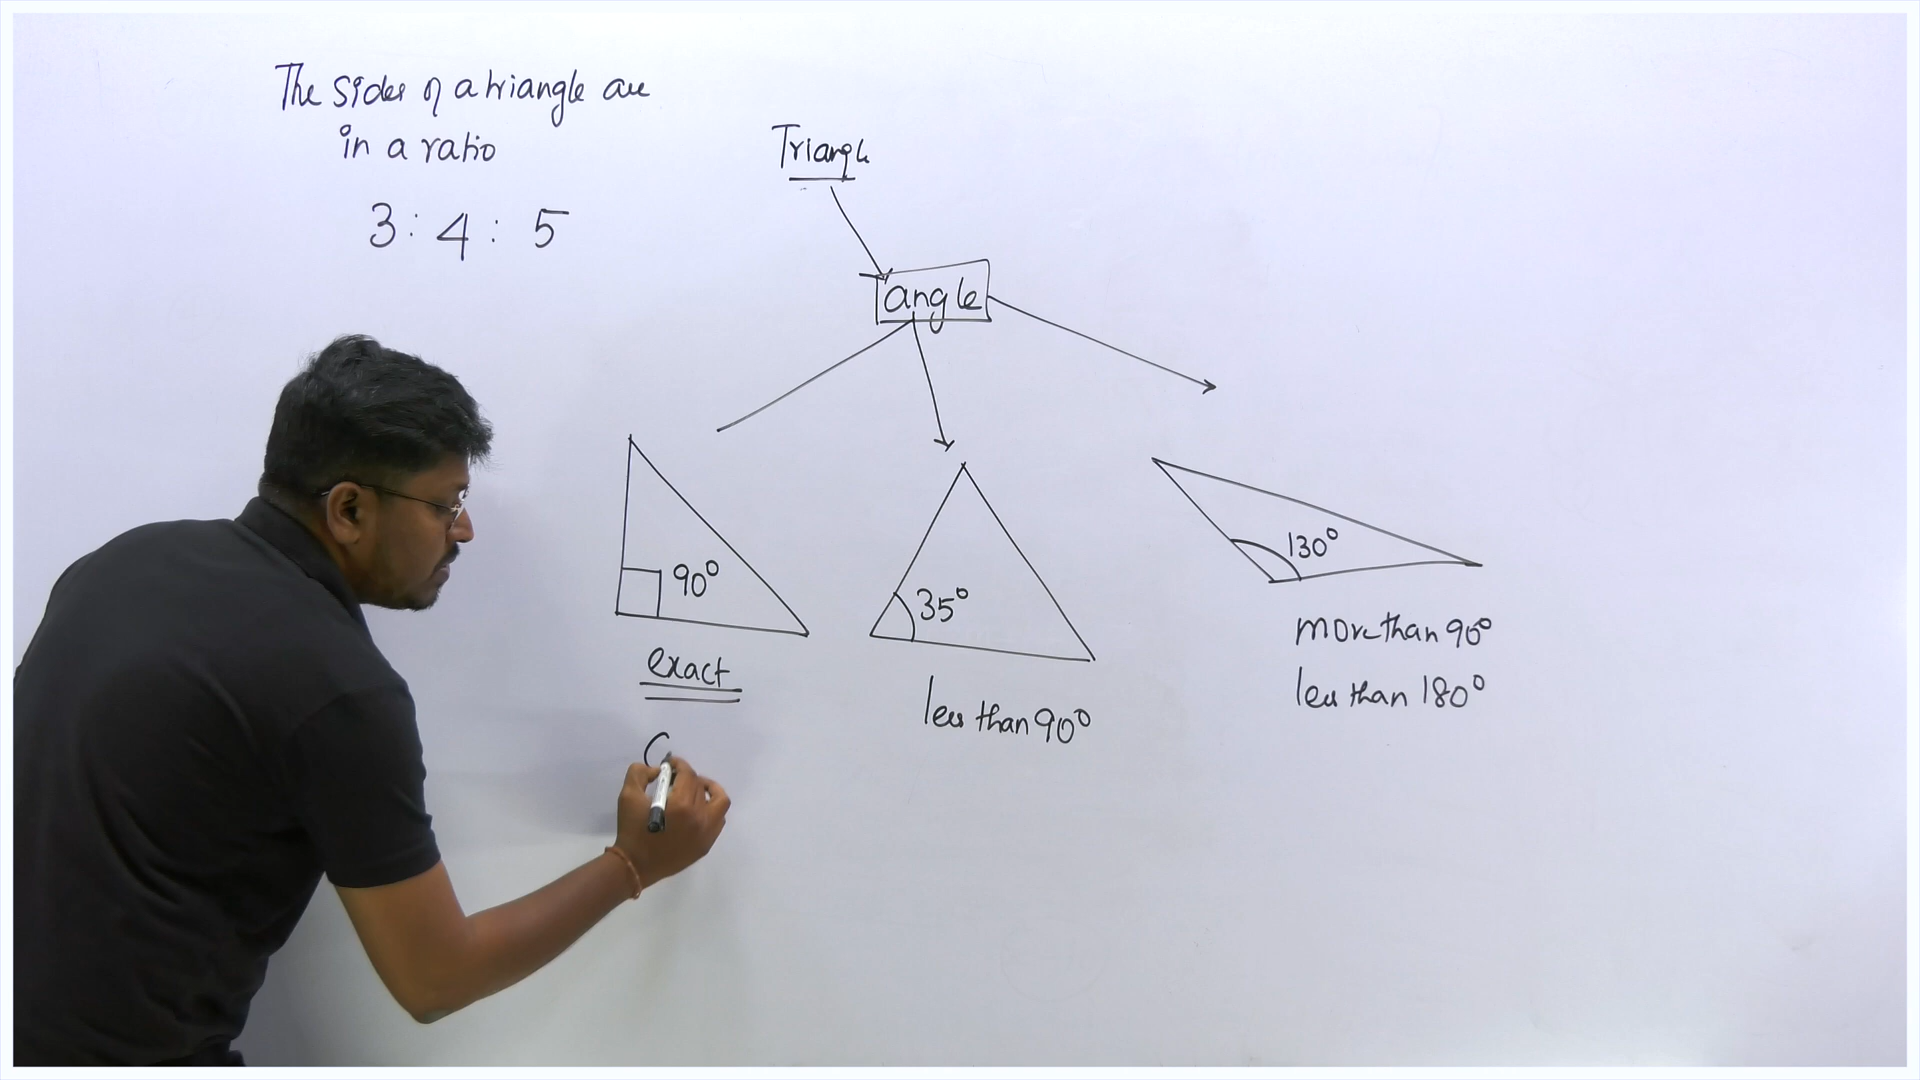 The sides of a triangle are
in a ratio
3 : 4 : 5
Triangle
angle
90°
exact
35°
less than 90°
130°
more than 90°
less than 180°